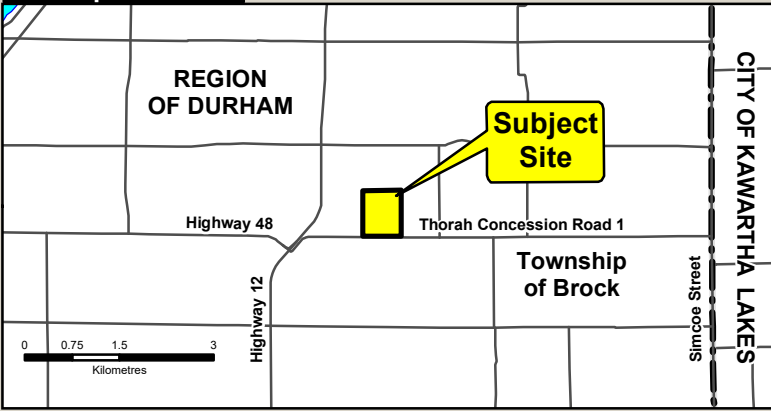 REGION
OF DURHAM
CITY OF KAWARTHA LAKES
Subject
Site
Highway 48
Thorah Concession Road 1
Township
of Brock
Highway 12
Simcoe Street
0 0.75 1.5 3
Kilometres